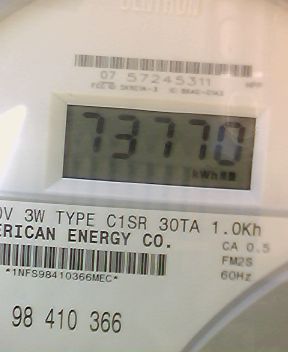 CENTRON
07 57245311
73770
kWh
0V 3W TYPE C1SR 30TA 1.0Kh
ERICAN ENERGY CO.
CA 0.5
FM2S
60Hz
*1NFS98410366MEC*
98 410 366